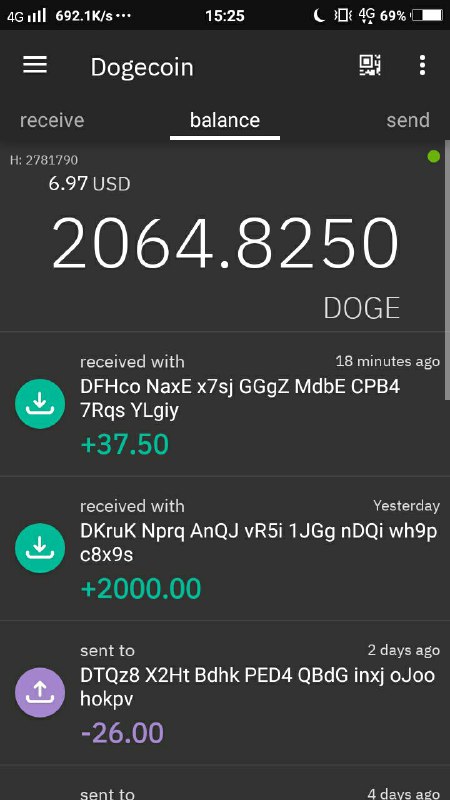 4G 692.1K/s ••• 15:25 4G 69%
Dogecoin
receive balance send
H: 2781790
6.97 USD
2064.8250
DOGE
received with 18 minutes ago
DFHco NaxE x7sj GGgZ MdbE CPB4
7Rqs YLgiy
+37.50
received with Yesterday
DKruK Nprq AnQJ vR5i 1JGg nDQi wh9p
c8x9s
+2000.00
sent to 2 days ago
DTQz8 X2Ht Bdhk PED4 QBdG inxj oJoo
hokpv
-26.00
sent to 4 days ago